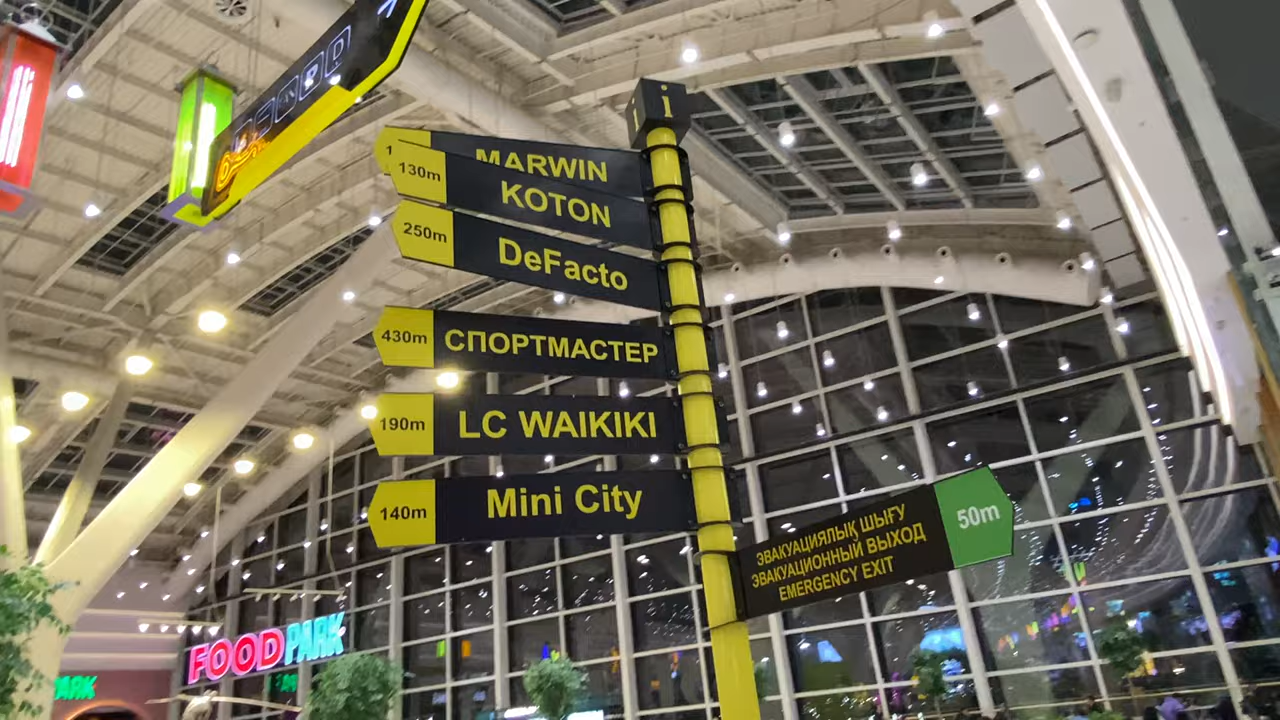 i
MARWIN
130m
KOTON
250m
DeFacto
430m
СПОРТМАСТЕР
190m
LC WAIKIKI
140m
Mini City
ЭВАКУАЦИЯЛЫҚ ШЫҒУ
ЭВАКУАЦИОННЫЙ ВЫХОД
EMERGENCY EXIT
50m
FOOD PARK
ARK